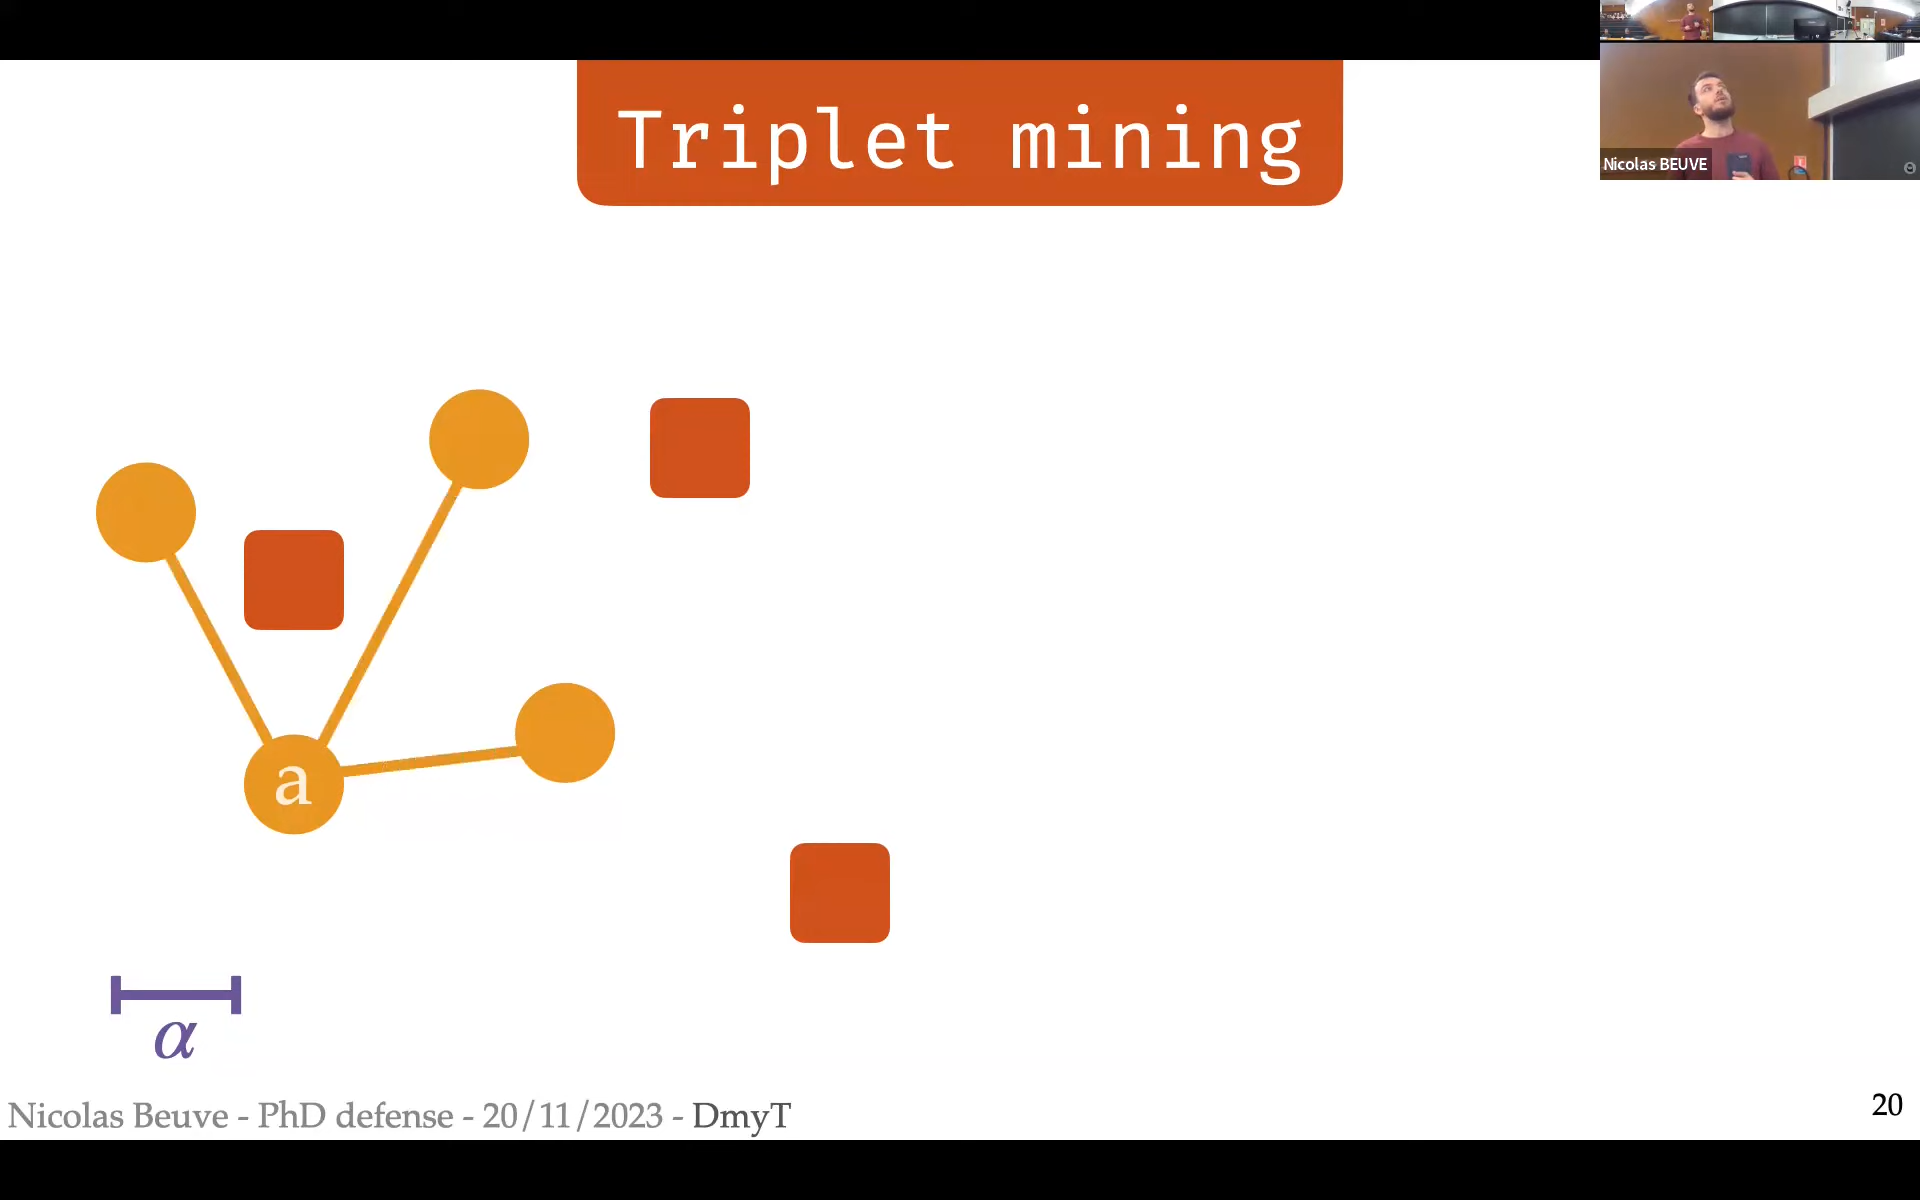 Triplet mining
Nicolas BEUVE
a
α
Nicolas Beuve - PhD defense - 20/11/2023 - DmyT
20